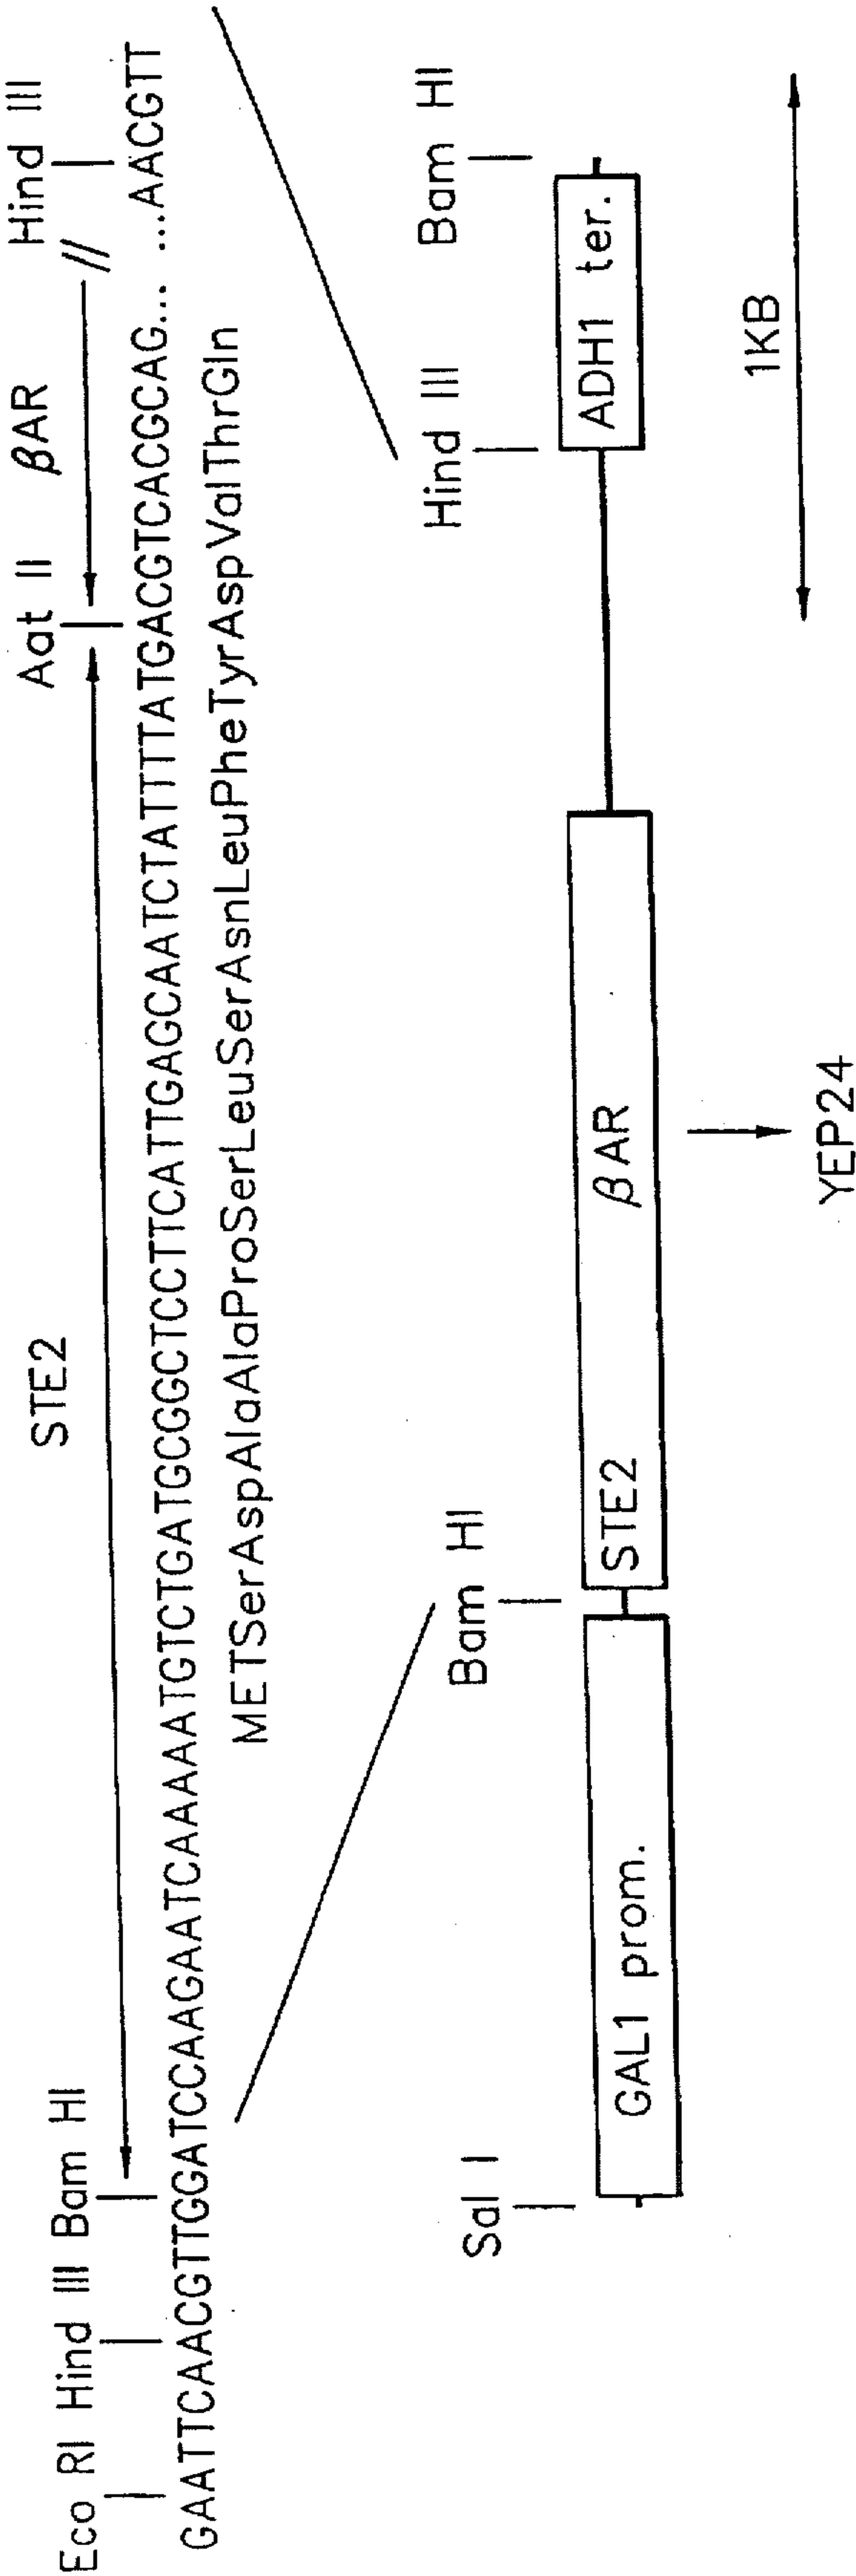 STE2
Aat II βAR Hind III
Eco RI Hind III Bam HI
//
GAATTCAACGTTGGATCCAAGAATCAAAAATGTCTGATGCGGCTCCTTCATTGAGCAATCTATTTTATGACGTCACGCAG... ...AACGTT
METSerAspAlaAlaProSerLeuSerAsnLeuPheTyrAspValThrGln
Sal I Bam HI Hind III Bam HI
GAL1 prom. STE2 βAR ADH1 ter.
1KB
YEP24